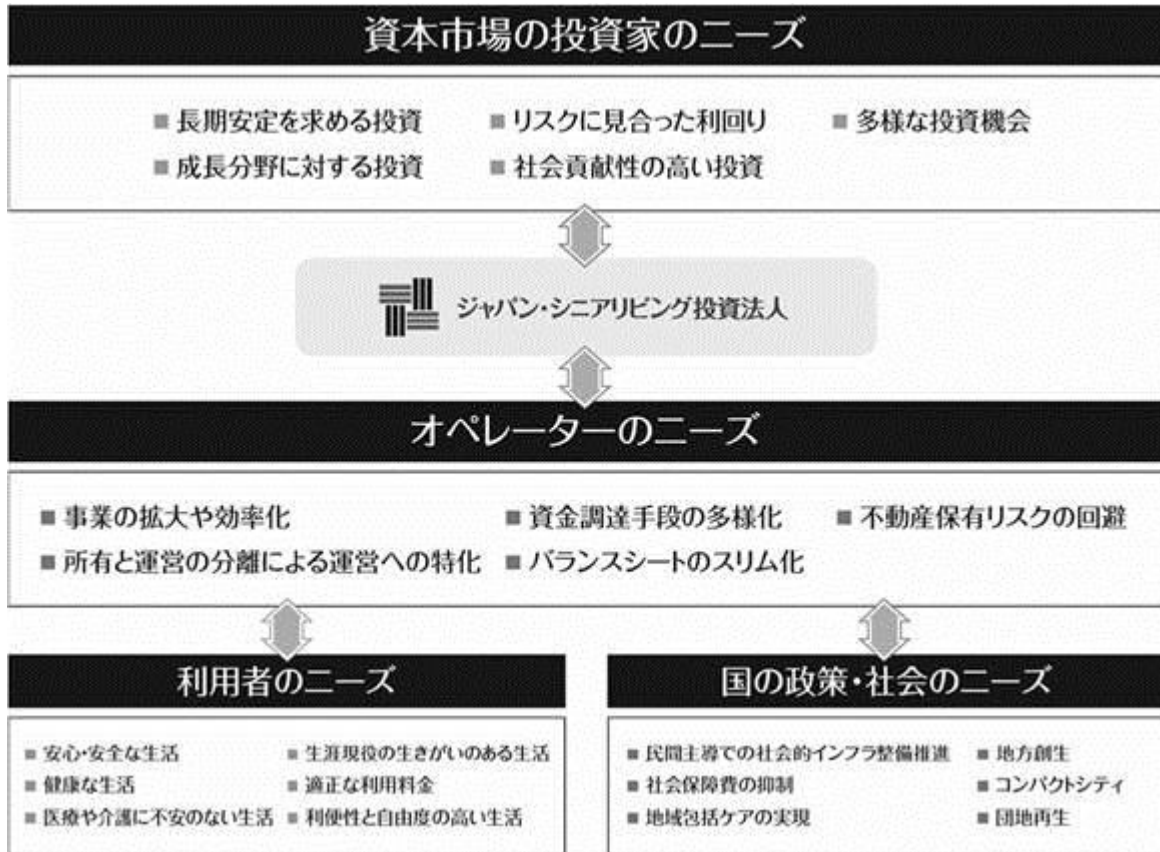 資本市場の投資家のニーズ
■ 長期安定を求める投資 ■ リスクに見合った利回り ■ 多様な投資機会
■ 成長分野に対する投資 ■ 社会貢献性の高い投資
ジャパン・シニアリビング投資法人
オペレーターのニーズ
■ 事業の拡大や効率化 ■ 資金調達手段の多様化 ■ 不動産保有リスクの回避
■ 所有と運営の分離による運営への特化 ■ バランスシートのスリム化
利用者のニーズ
■ 安心・安全な生活 ■ 生涯現役の生きがいのある生活
■ 健康な生活 ■ 適正な利用料金
■ 医療や介護に不安のない生活 ■ 利便性と自由度の高い生活
国の政策・社会のニーズ
■ 民間主導での社会的インフラ整備推進 ■ 地方創生
■ 社会保障費の抑制 ■ コンパクトシティ
■ 地域包括ケアの実現 ■ 団地再生